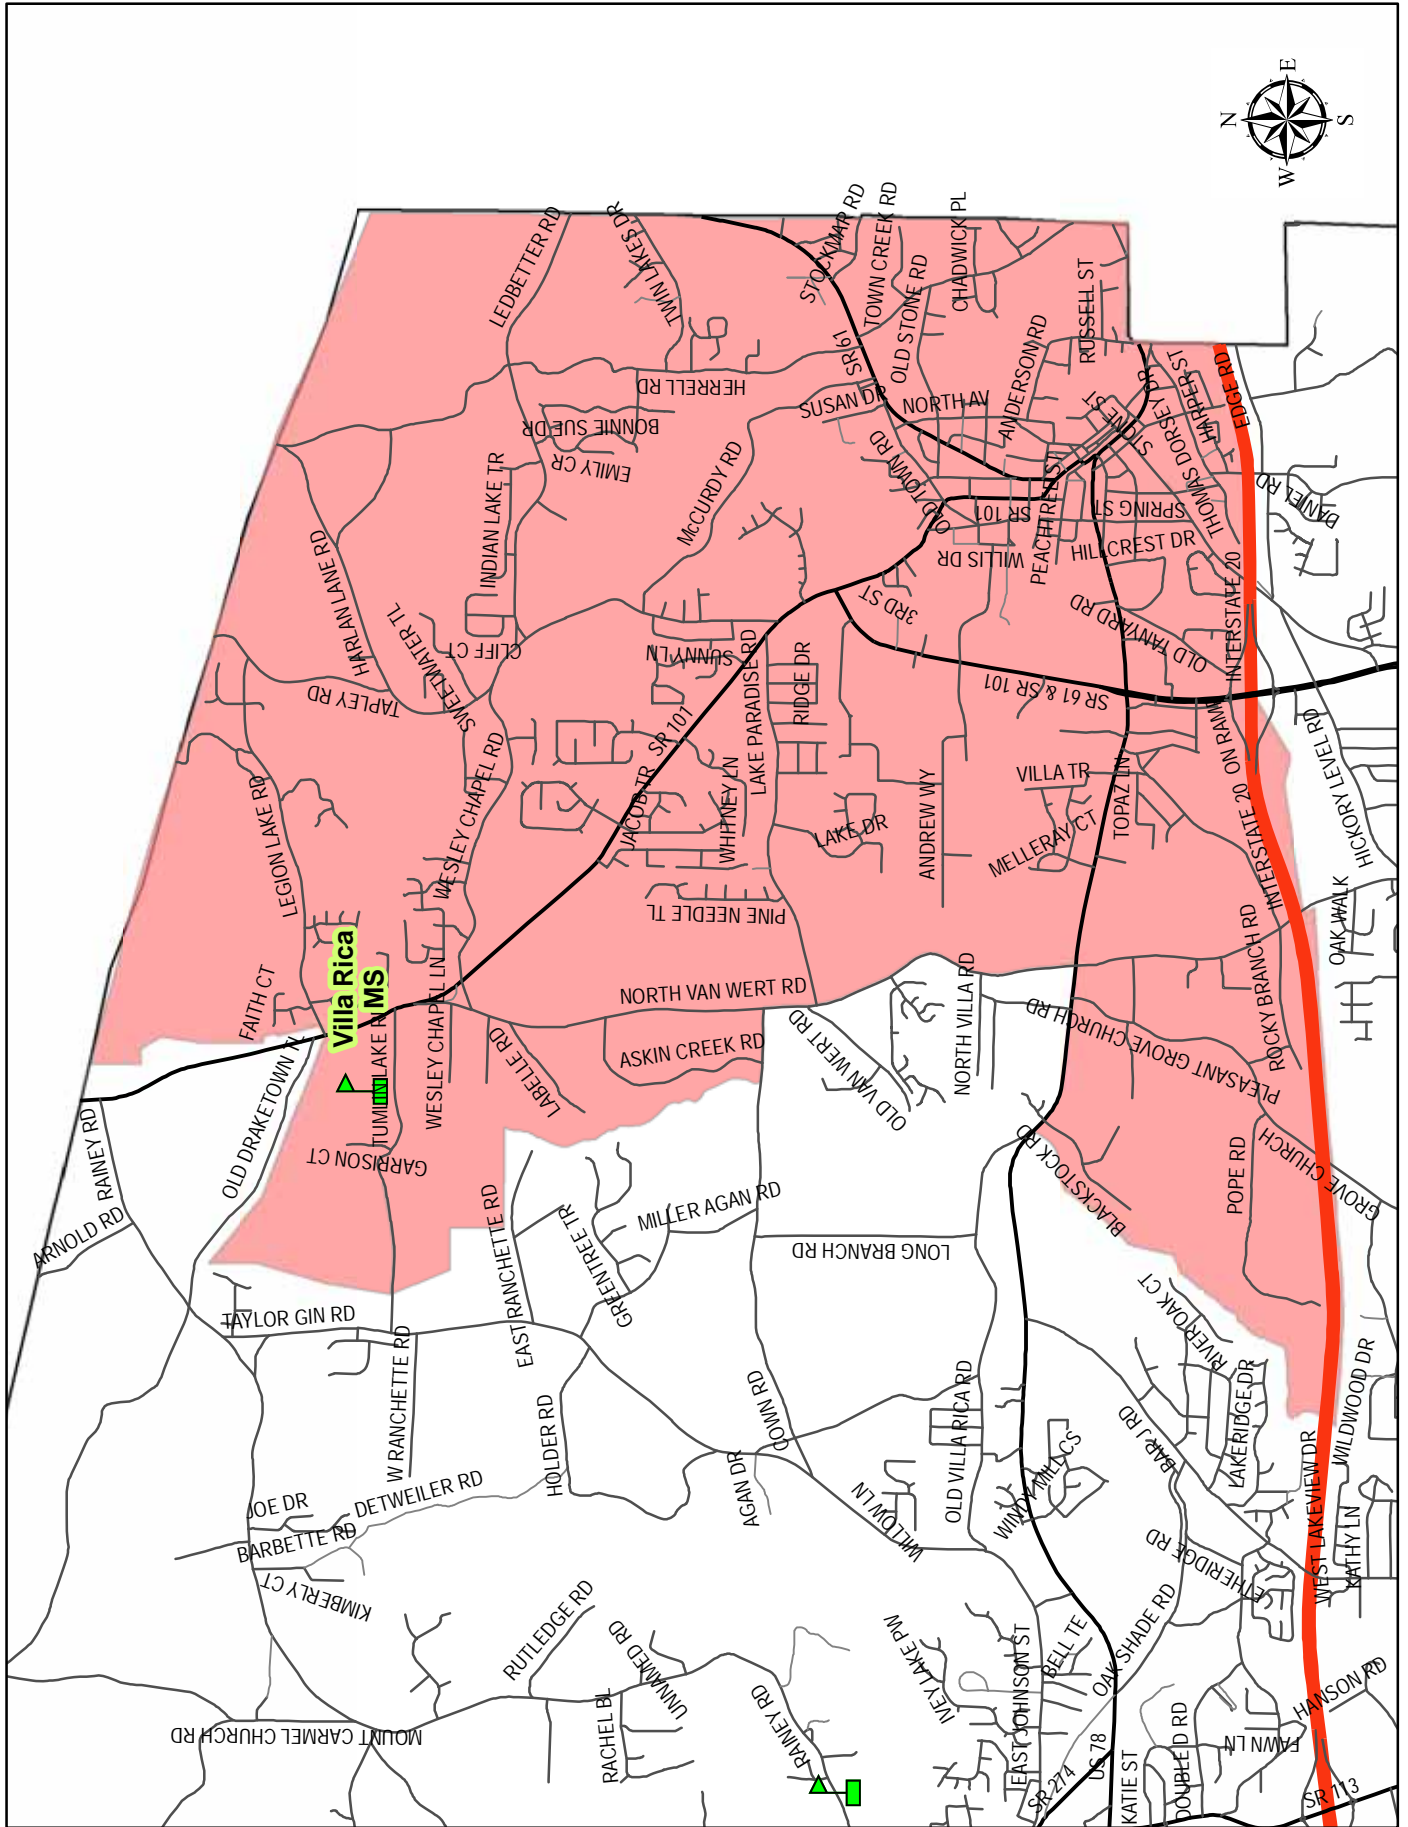 N
E
S
W
LEDBETTER RD
TWIN LAKES DR
STOCKMAR RD
TOWN CREEK RD
CHADWICK PL
OLD STONE RD
RUSSELL ST
SR 61
HERRELL RD
SUSAN DR
NORTH AV
ANDERSON RD
STONE ST
THOMAS DORSEY DR
HARPER ST
EDGE RD
BONNIE SUE DR
EMILY CR
INDIAN LAKE TR
McCURDY RD
OLD TOWN RD
SR 101
PEACHTREE ST
SPRING ST
DANIEL RD
HARLAN LANE RD
WILLIS DR
HILLCREST DR
3RD ST
OLD TANYARD RD
INTERSTATE 20
SWEETWATER TL
CLIFF CT
SUNNY LN
TAPLEY RD
LAKE PARADISE RD
RIDGE DR
SR 61 & SR 101
SR 101
JACOB TR
WESLEY CHAPEL RD
WHITNEY LN
LAKE DR
ANDREW WY
VILLA TR
MELLERAY CT
TOPAZ LN
INTERSTATE 20 ON RAMP
HICKORY LEVEL RD
LEGION LAKE RD
PINE NEEDLE TL
OAK WALK
Villa Rica
MS
FAITH CT
TUMLIN LAKE R
WESLEY CHAPEL LN
NORTH VAN WERT RD
NORTH VILLA RD
ROCKY BRANCH RD
OLD DRAKETOWN TL
LABELLE RD
ASKIN CREEK RD
OLD VAN WERT RD
PLEASANT GROVE CHURCH RD
RAINEY RD
GARRISON CT
BLACKSTOCK RD
POPE RD
GROVE CHURCH
ARNOLD RD
EAST RANCHETTE RD
GREENTREE TR
MILLER AGAN RD
LONG BRANCH RD
TAYLOR GIN RD
W RANCHETTE RD
RIVER OAK CT
LAKERIDGE DR
WILDWOOD DR
HOLDER RD
COWN RD
AGAN DR
OLD VILLA RICA RD
BAR J RD
WEST LAKEVIEW DR
JOE DR
DETWEILER RD
BARBETTE RD
KIMBERLY CT
WILLOW LN
WINDY MILL CS
ETHERIDGE RD
KATHY LN
RUTLEDGE RD
UNNAMED RD
IVEY LAKE PW
EAST JOHNSON ST
BELL TE
OAK SHADE RD
HANSON RD
MOUNT CARMEL CHURCH RD
RACHEL BL
RAINEY RD
SR 274
US 78
KATIE ST
DOUBLE D RD
FAWN LN
SR 113